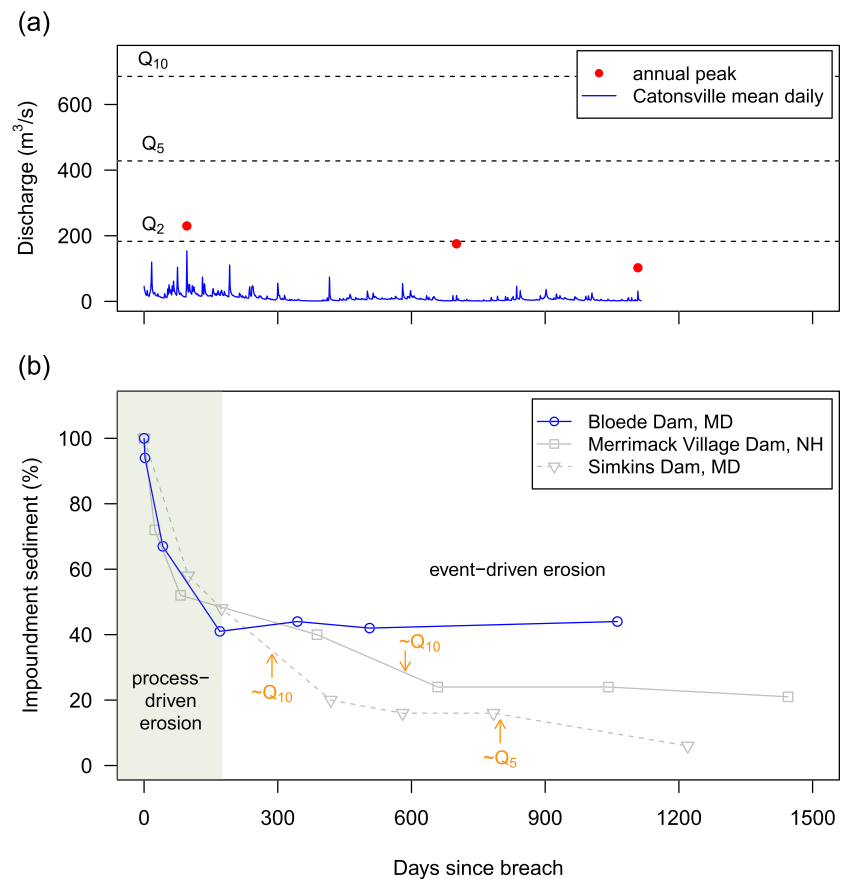 (a)
Q10
Q5
Q2
annual peak
Catonsville mean daily
Discharge (m3/s)
600
400
200
0
(b)
Bloede Dam, MD
Merrimack Village Dam, NH
Simkins Dam, MD
Impoundment sediment (%)
100
80
60
40
20
0
event−driven erosion
process−
driven
erosion
~Q10
~Q10
~Q5
0 300 600 900 1200 1500
Days since breach